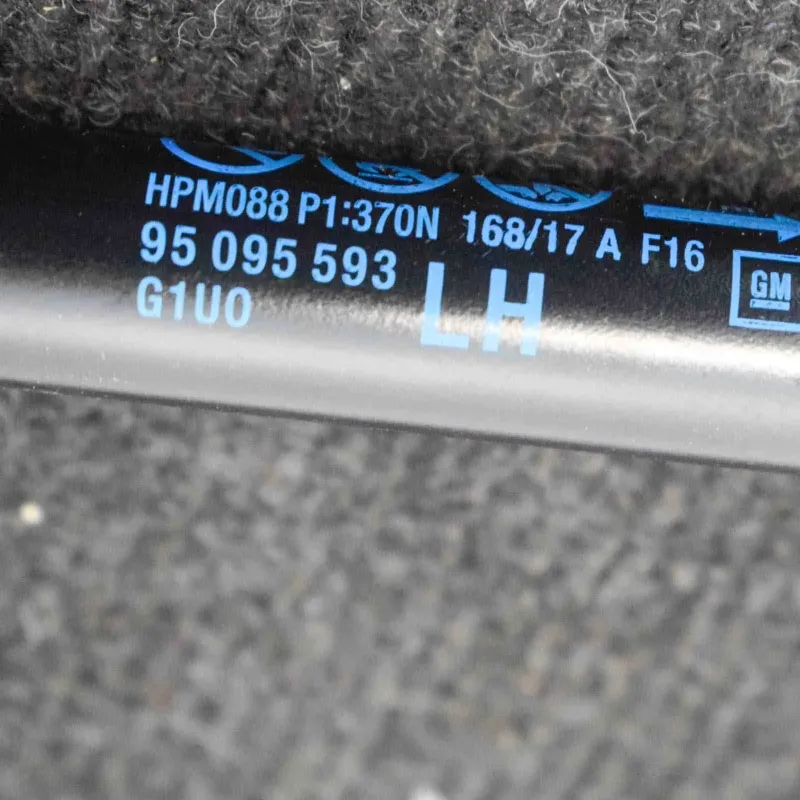 HPM088 P1:370N 168/17 A F16
95 095 593
G1U0
LH
GM